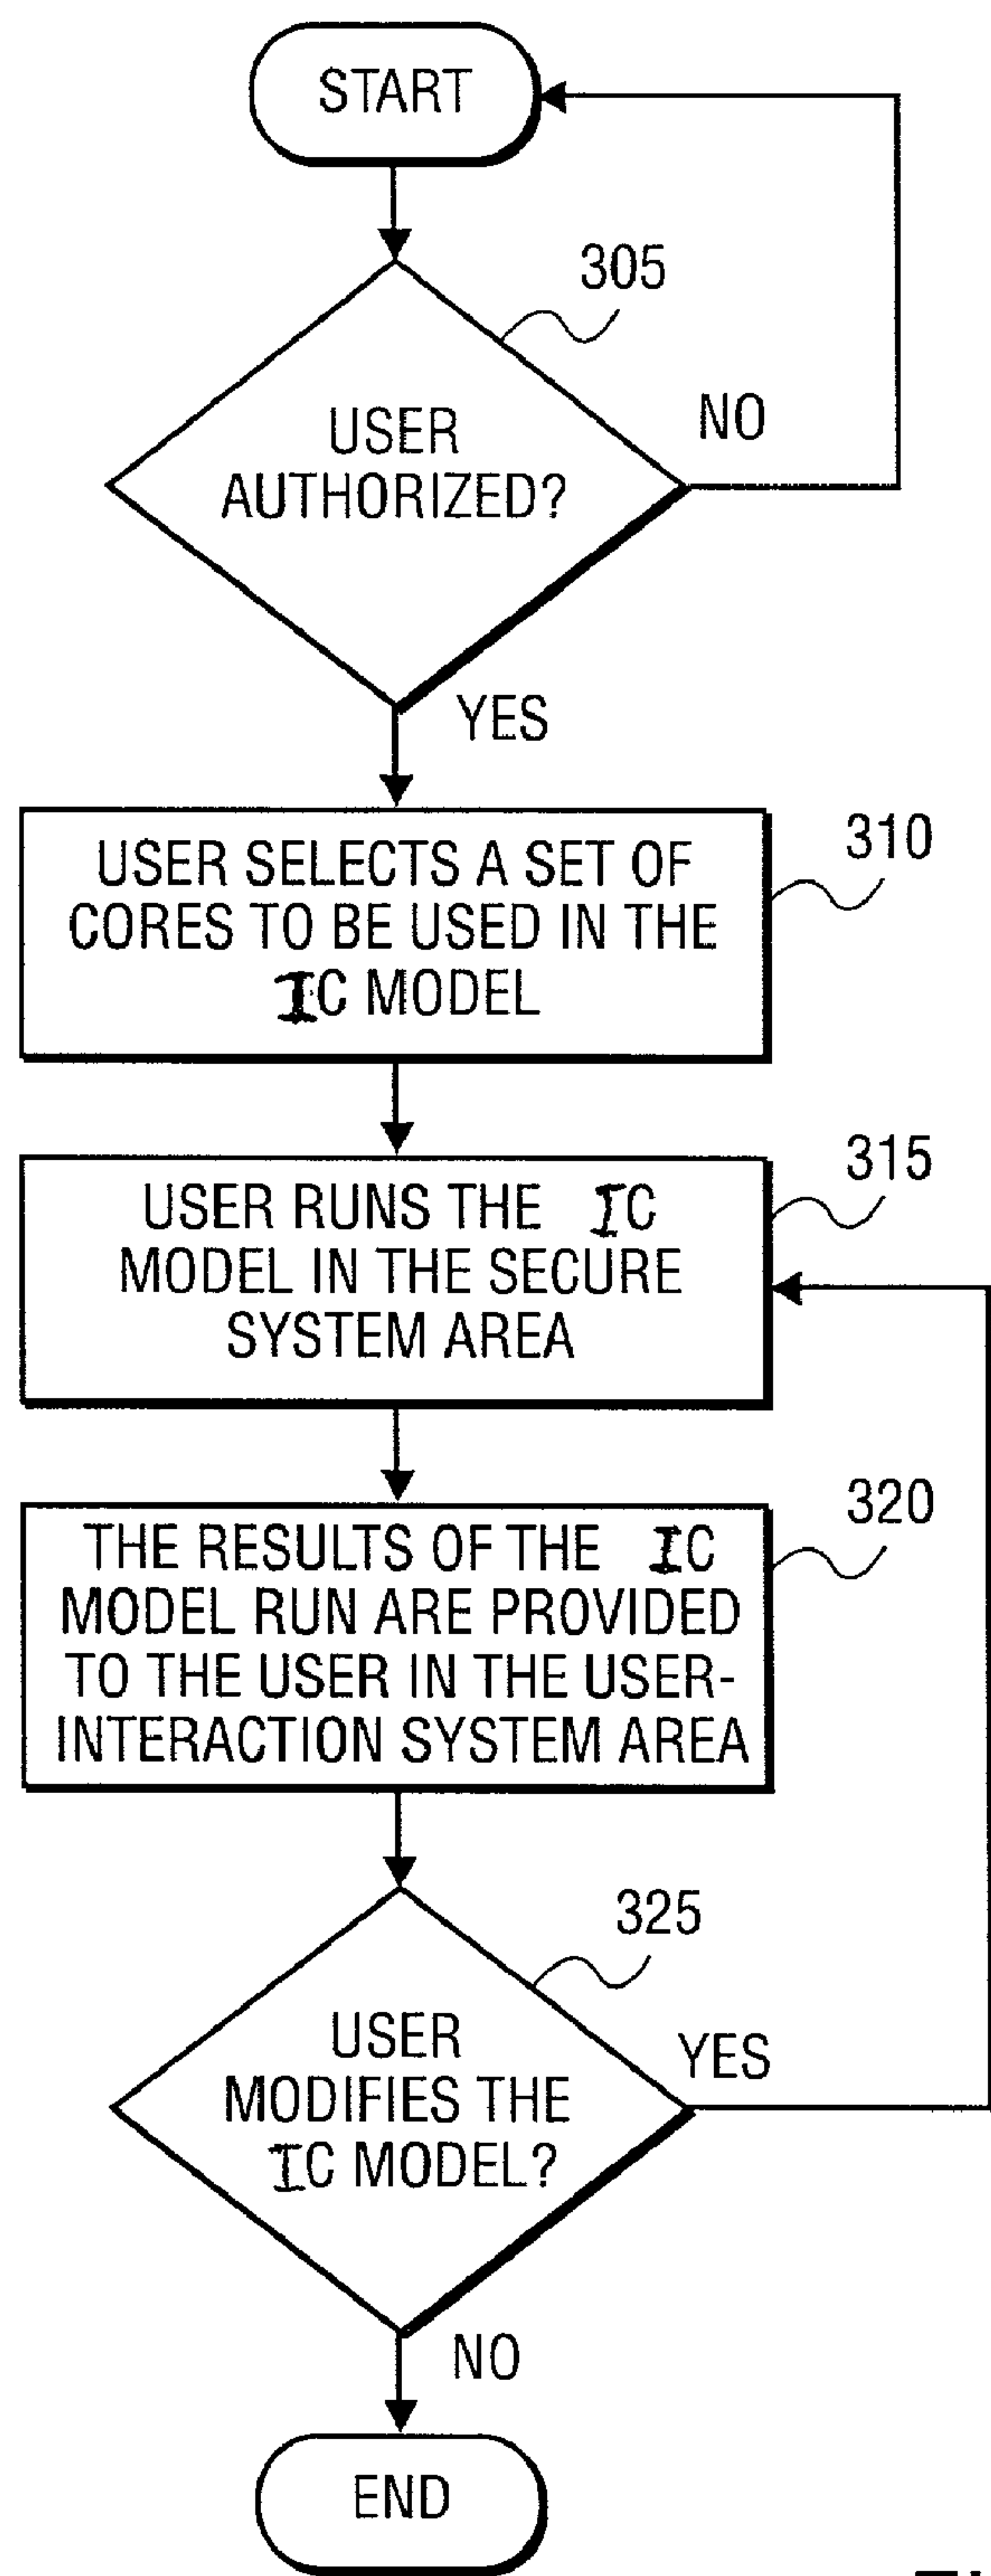 START
305
USER
AUTHORIZED?
NO
YES
310
USER SELECTS A SET OF
CORES TO BE USED IN THE
IC MODEL
315
USER RUNS THE IC
MODEL IN THE SECURE
SYSTEM AREA
320
THE RESULTS OF THE IC
MODEL RUN ARE PROVIDED
TO THE USER IN THE USER-
INTERACTION SYSTEM AREA
325
USER
MODIFIES THE
IC MODEL?
YES
NO
END